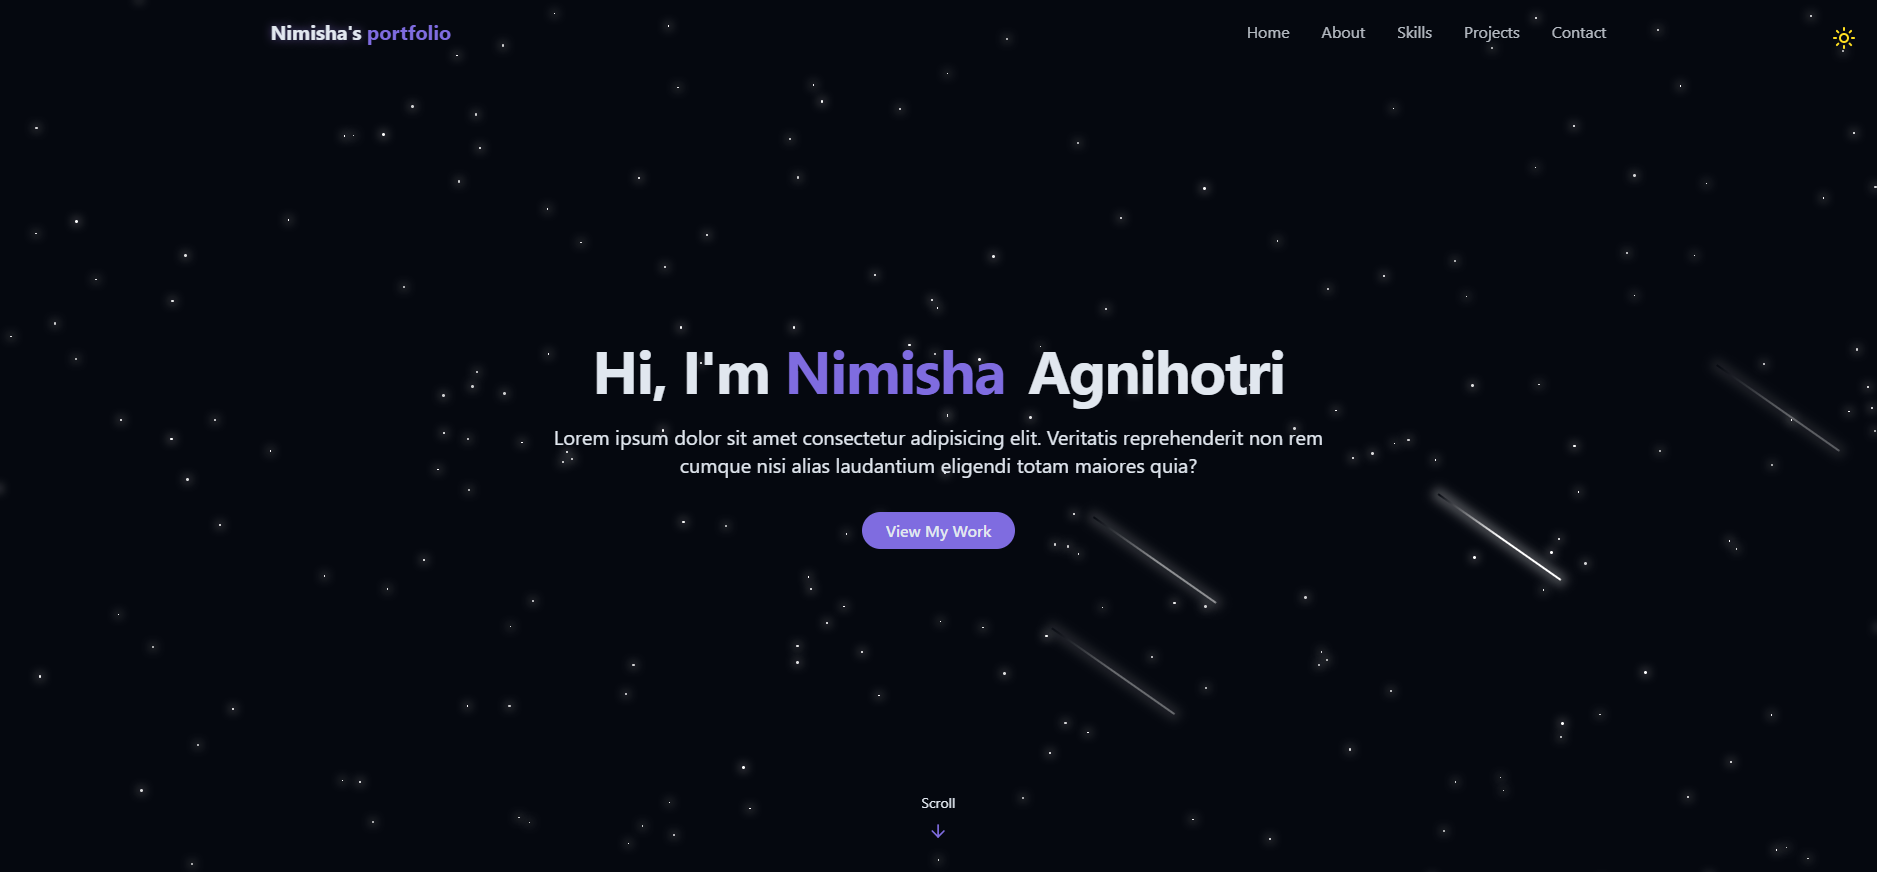 Nimisha's portfolio
Home About Skills Projects Contact
Hi, I'm Nimisha Agnihotri
Lorem ipsum dolor sit amet consectetur adipisicing elit. Veritatis reprehenderit non rem
cumque nisi alias laudantium eligendi totam maiores quia?
View My Work
Scroll